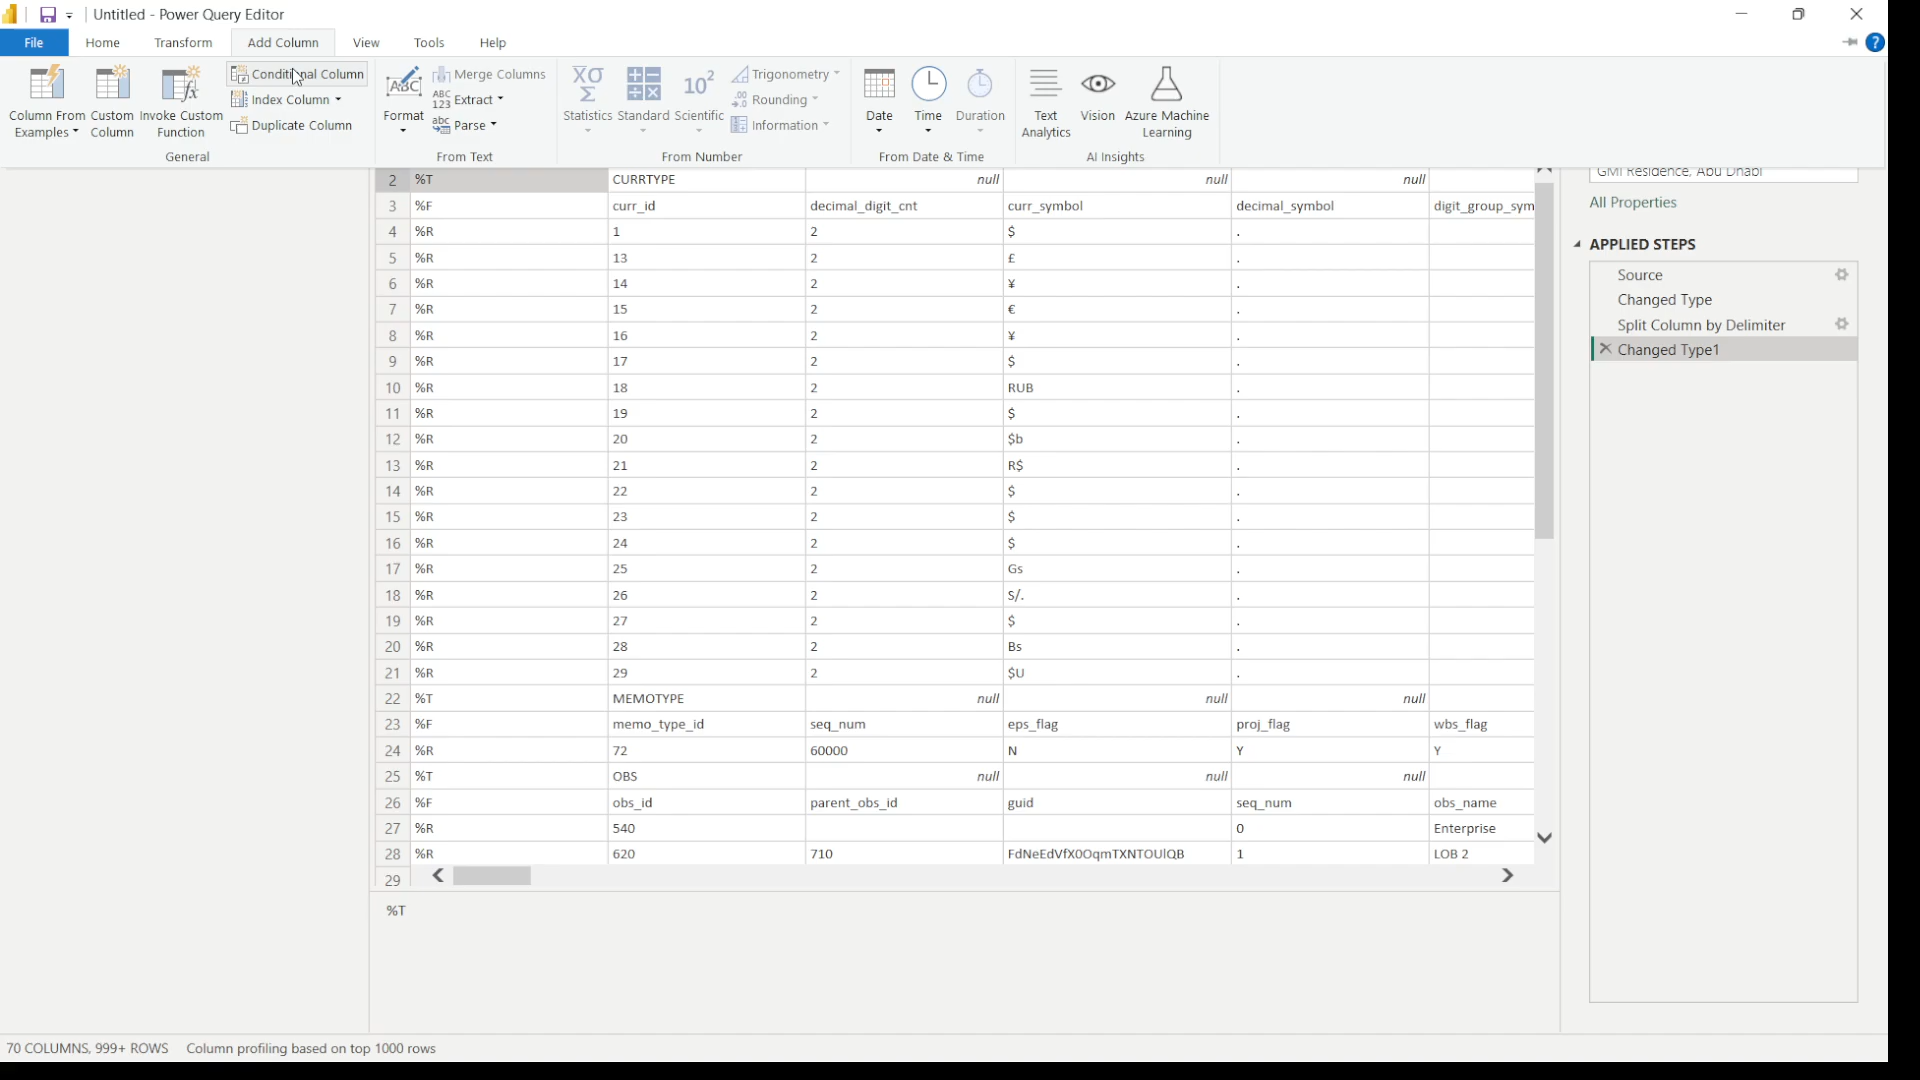 Untitled - Power Query Editor
File Home Transform Add Column View Tools Help
Column From Examples
Custom Column
Invoke Custom Function
Conditional Column
Index Column
Duplicate Column
General
Format
Merge Columns
Extract
Parse
From Text
Statistics
Standard
Scientific
Trigonometry
Rounding
Information
From Number
Date
Time
Duration
From Date & Time
Text Analytics
Vision
Azure Machine Learning
AI Insights
2 %T CURRTYPE null null null
3 %F curr_id decimal_digit_cnt curr_symbol decimal_symbol digit_group_sym
4 %R 1 2 $ .
5 %R 13 2 £ .
6 %R 14 2 ¥ .
7 %R 15 2 € .
8 %R 16 2 ¥ .
9 %R 17 2 $ .
10 %R 18 2 RUB .
11 %R 19 2 $ .
12 %R 20 2 $b .
13 %R 21 2 R$ .
14 %R 22 2 $ .
15 %R 23 2 $ .
16 %R 24 2 $ .
17 %R 25 2 Gs .
18 %R 26 2 S/. .
19 %R 27 2 $ .
20 %R 28 2 Bs .
21 %R 29 2 $U .
22 %T MEMOTYPE null null null
23 %F memo_type_id seq_num eps_flag proj_flag wbs_flag
24 %R 72 60000 N Y Y
25 %T OBS null null null
26 %F obs_id parent_obs_id guid seq_num obs_name
27 %R 540 0 Enterprise
28 %R 620 710 FdNeEdVfX0OqmTXNTOUlQB 1 LOB 2
29
%T
GMI Residence, Abu Dhabi
All Properties
APPLIED STEPS
Source
Changed Type
Split Column by Delimiter
Changed Type1
70 COLUMNS, 999+ ROWS Column profiling based on top 1000 rows